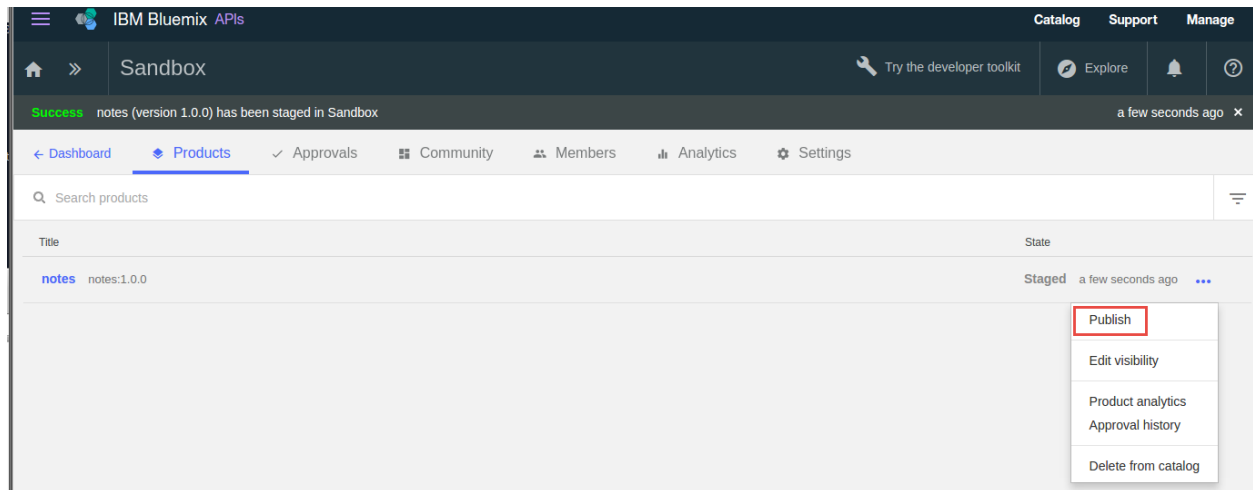 IBM Bluemix APIs Catalog Support Manage
Sandbox Try the developer toolkit Explore
Success notes (version 1.0.0) has been staged in Sandbox a few seconds ago ×
← Dashboard Products Approvals Community Members Analytics Settings
Search products
Title State
notes notes:1.0.0 Staged a few seconds ago
Publish
Edit visibility
Product analytics
Approval history
Delete from catalog